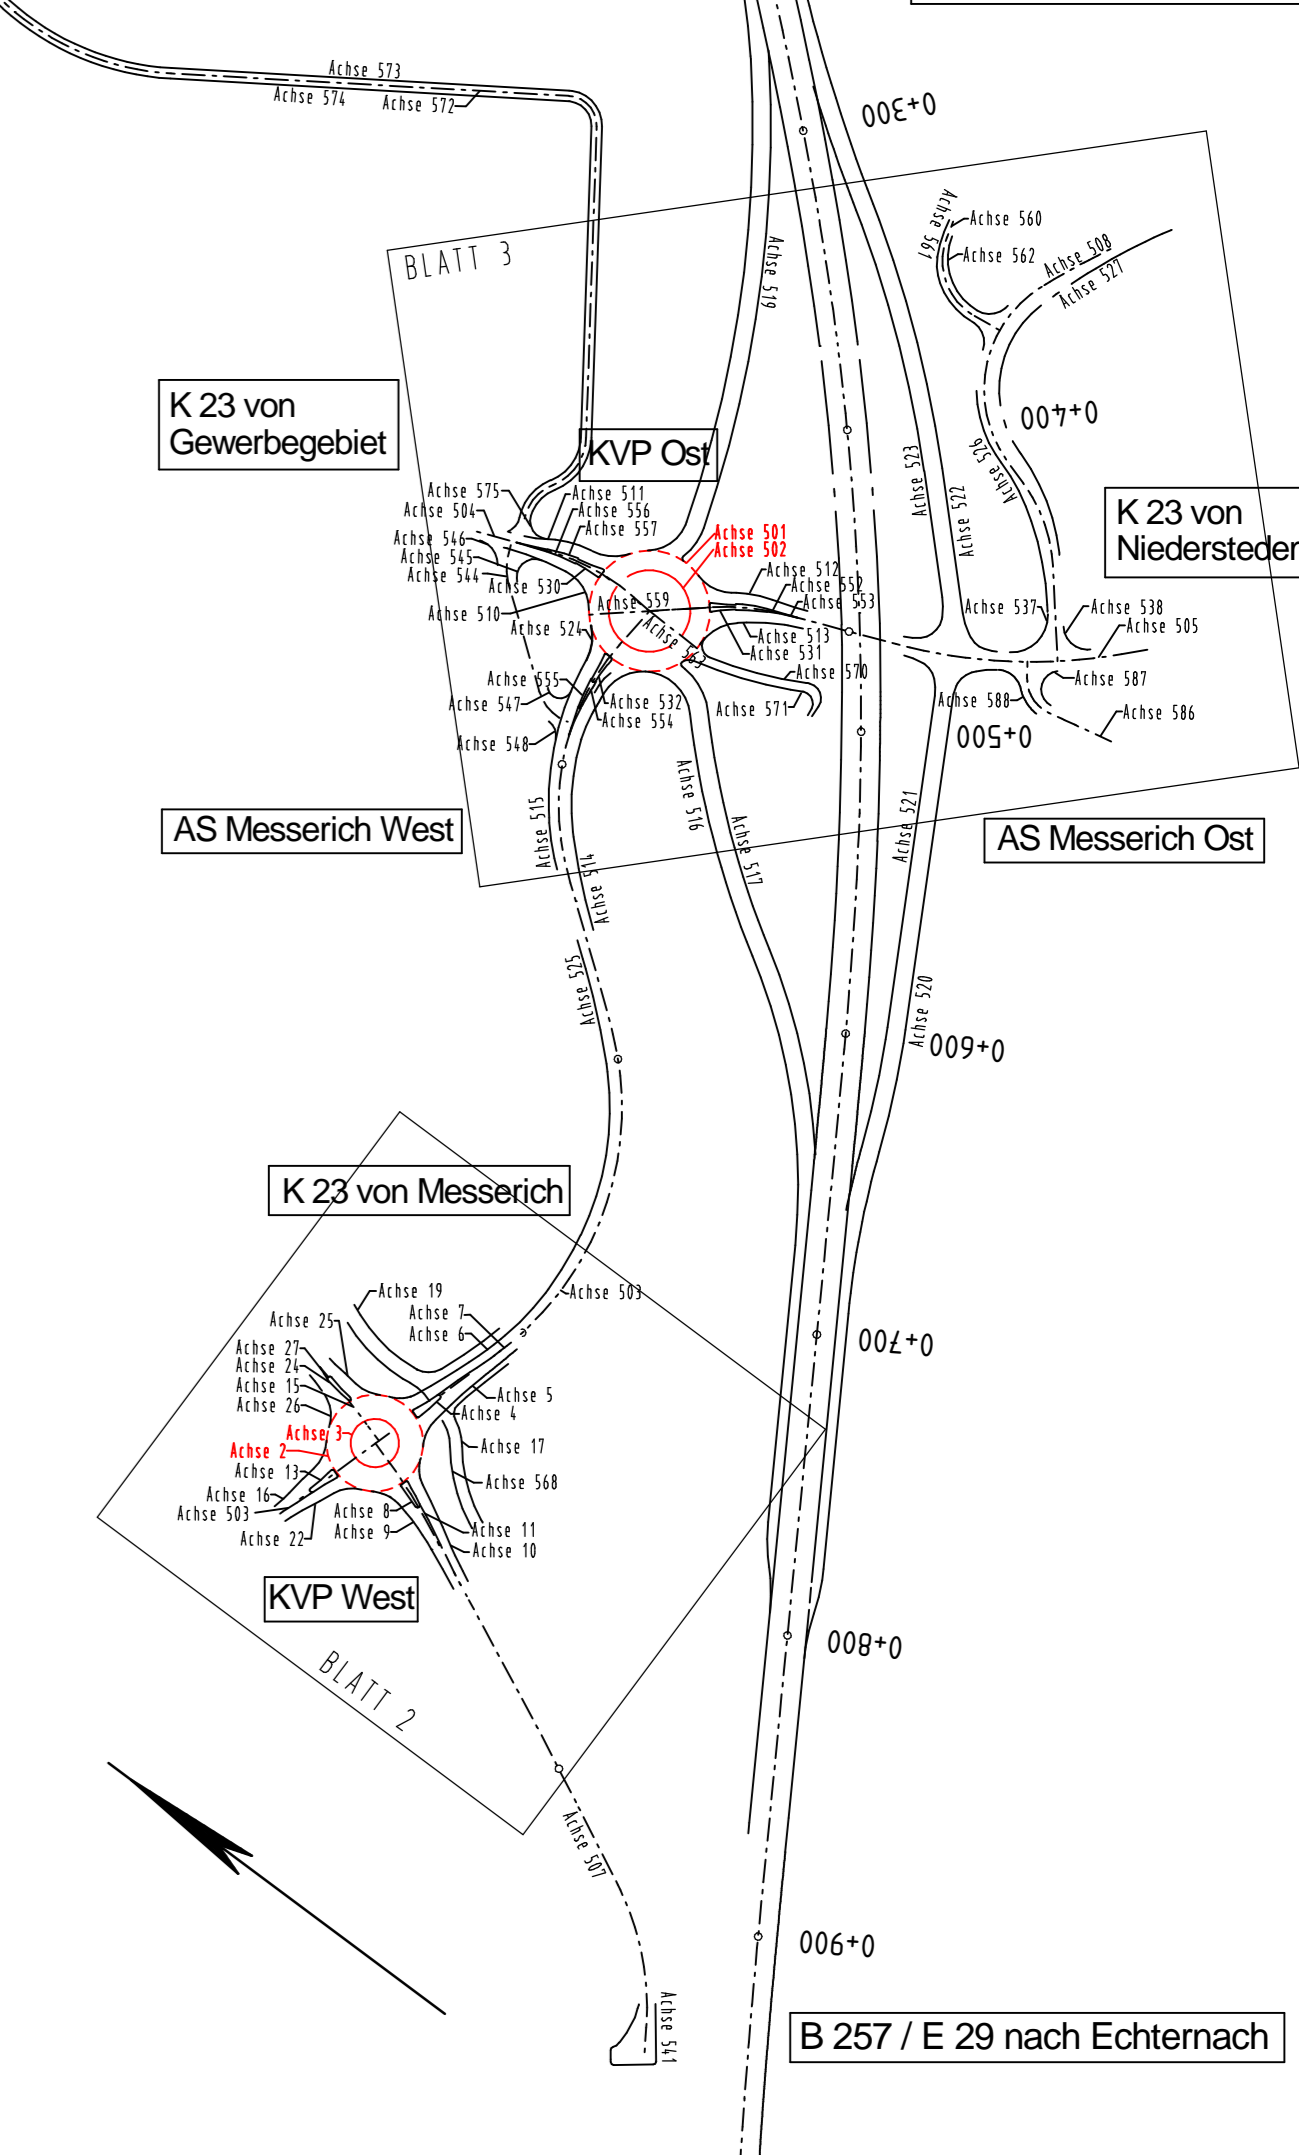 Achse 573
Achse 574
Achse 572
0+300
BLATT 3
Achse 519
Achse 561
Achse 560
Achse 562
Achse 508
Achse 527
K 23 von
Gewerbegebiet
KVP Ost
0+400
Achse 526
Achse 523
Achse 522
K 23 von
Achse 575
Achse 504
Achse 546
Achse 545
Achse 544
Achse 511
Achse 556
Achse 557
Achse 530
Achse 510
Achse 524
Achse 501
Achse 502
Achse 559
Achse 563
Achse 512
Achse 552
Achse 553
Achse 513
Achse 531
Achse 570
Achse 571
Achse 537
Achse 538
Achse 505
Achse 587
Achse 588
Achse 586
0+500
Achse 555
Achse 547
Achse 548
Achse 532
Achse 554
Achse 515
Achse 514
Achse 516
Achse 517
Achse 521
AS Messerich West
AS Messerich Ost
Achse 525
Achse 520
0+600
K 23 von Messerich
Achse 503
0+700
Achse 19
Achse 7
Achse 6
Achse 25
Achse 27
Achse 24
Achse 15
Achse 26
Achse 3
Achse 2
Achse 13
Achse 16
Achse 503
Achse 22
Achse 5
Achse 4
Achse 17
Achse 568
Achse 8
Achse 9
Achse 11
Achse 10
KVP West
BLATT 2
0+800
Achse 507
0+900
Achse 541
B 257 / E 29 nach Echternach